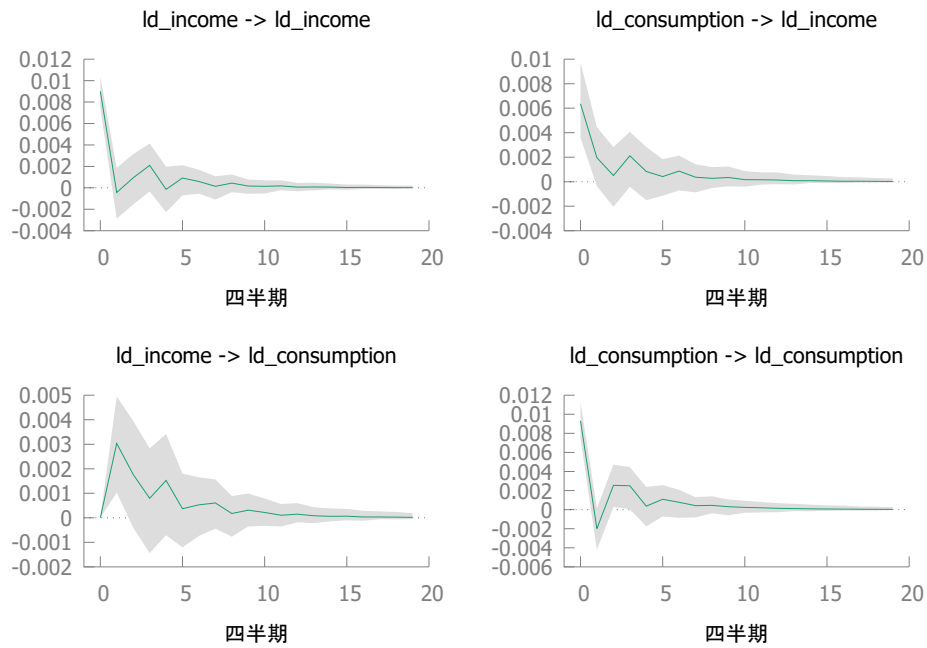 ld_income -> ld_income
0.012
0.01
0.008
0.006
0.004
0.002
0
-0.002
-0.004
0 5 10 15 20
四半期
ld_consumption -> ld_income
0.01
0.008
0.006
0.004
0.002
0
-0.002
-0.004
0 5 10 15 20
四半期
ld_income -> ld_consumption
0.005
0.004
0.003
0.002
0.001
0
-0.001
-0.002
0 5 10 15 20
四半期
ld_consumption -> ld_consumption
0.012
0.01
0.008
0.006
0.004
0.002
0
-0.002
-0.004
-0.006
0 5 10 15 20
四半期